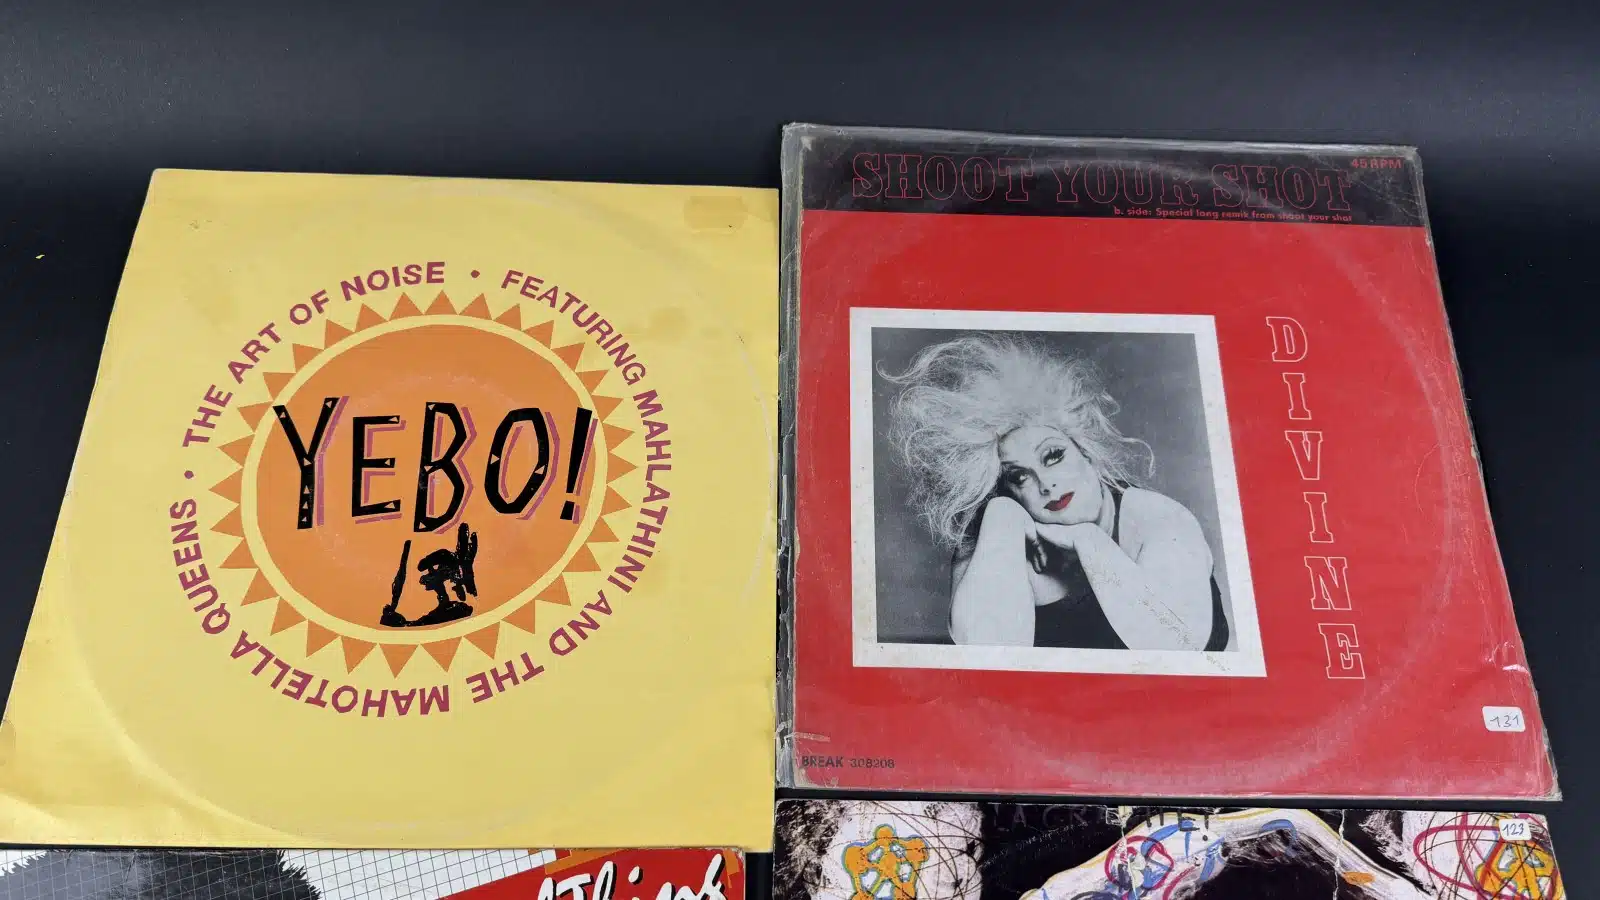 THE ART OF NOISE • FEATURING MAHLATHINI AND THE MAHOTELLA QUEENS •
YEBO!
SHOOT YOUR SHOT
45 RPM
b. side: Special long remix from shoot your shot
DIVINE
131
BREAK 308208
123